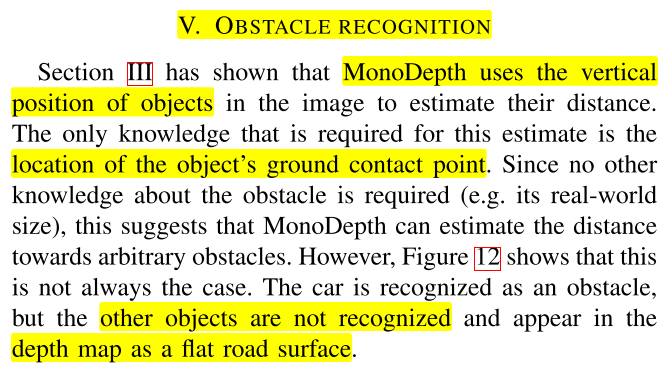 V. OBSTACLE RECOGNITION
Section III has shown that MonoDepth uses the vertical
position of objects in the image to estimate their distance.
The only knowledge that is required for this estimate is the
location of the object's ground contact point. Since no other
knowledge about the obstacle is required (e.g. its real-world
size), this suggests that MonoDepth can estimate the distance
towards arbitrary obstacles. However, Figure 12 shows that this
is not always the case. The car is recognized as an obstacle,
but the other objects are not recognized and appear in the
depth map as a flat road surface.